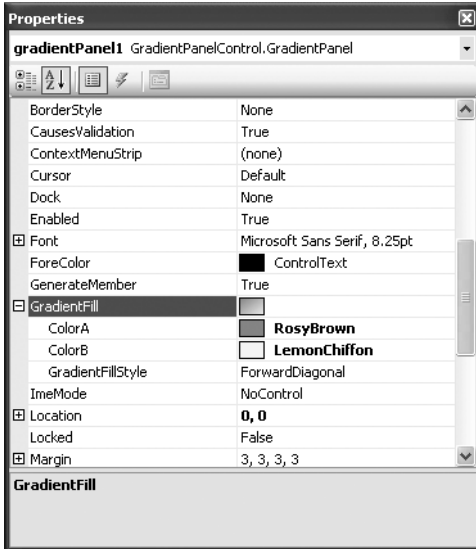 Properties
gradientPanel1 GradientPanelControl.GradientPanel
BorderStyle None
CausesValidation True
ContextMenuStrip (none)
Cursor Default
Dock None
Enabled True
Font Microsoft Sans Serif, 8.25pt
ForeColor ControlText
GenerateMember True
GradientFill
ColorA RosyBrown
ColorB LemonChiffon
GradientFillStyle ForwardDiagonal
ImeMode NoControl
Location 0, 0
Locked False
Margin 3, 3, 3, 3
GradientFill